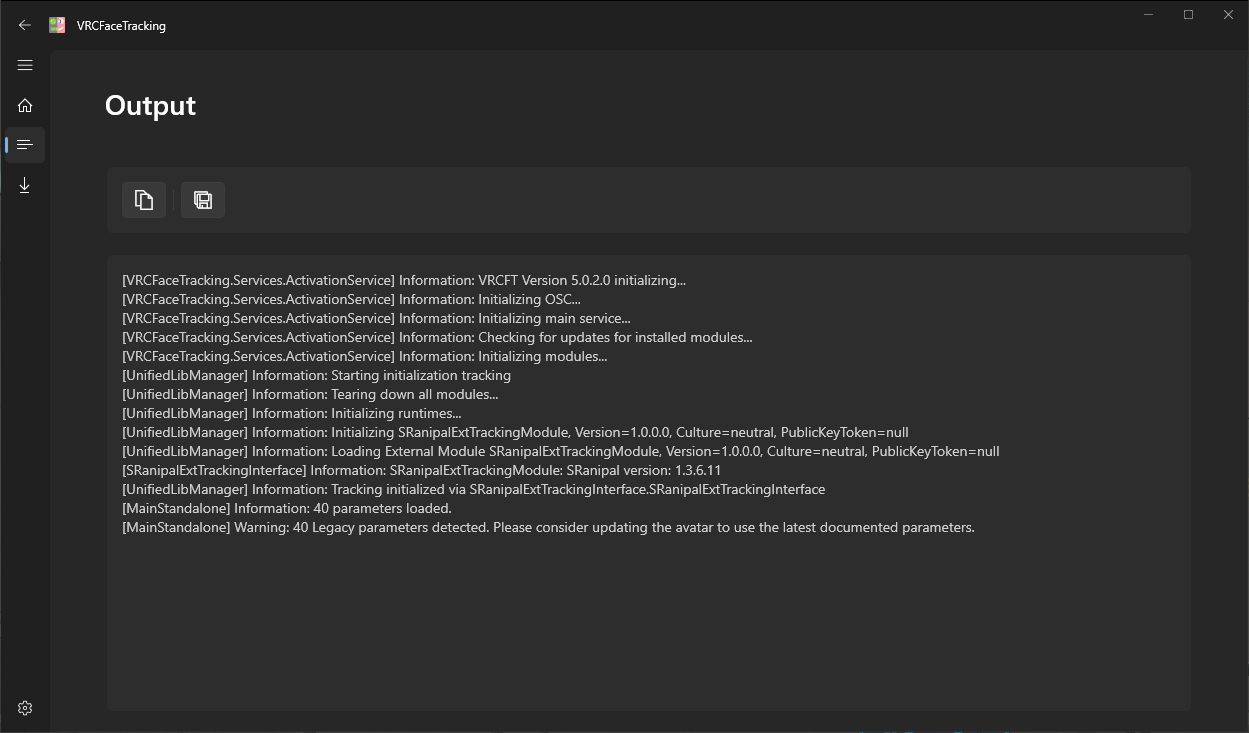 VRCFaceTracking
Output
[VRCFaceTracking.Services.ActivationService] Information: VRCFT Version 5.0.2.0 initializing...
[VRCFaceTracking.Services.ActivationService] Information: Initializing OSC...
[VRCFaceTracking.Services.ActivationService] Information: Initializing main service...
[VRCFaceTracking.Services.ActivationService] Information: Checking for updates for installed modules...
[VRCFaceTracking.Services.ActivationService] Information: Initializing modules...
[UnifiedLibManager] Information: Starting initialization tracking
[UnifiedLibManager] Information: Tearing down all modules...
[UnifiedLibManager] Information: Initializing runtimes...
[UnifiedLibManager] Information: Initializing SRanipalExtTrackingModule, Version=1.0.0.0, Culture=neutral, PublicKeyToken=null
[UnifiedLibManager] Information: Loading External Module SRanipalExtTrackingModule, Version=1.0.0.0, Culture=neutral, PublicKeyToken=null
[SRanipalExtTrackingInterface] Information: SRanipalExtTrackingModule: SRanipal version: 1.3.6.11
[UnifiedLibManager] Information: Tracking initialized via SRanipalExtTrackingInterface.SRanipalExtTrackingInterface
[MainStandalone] Information: 40 parameters loaded.
[MainStandalone] Warning: 40 Legacy parameters detected. Please consider updating the avatar to use the latest documented parameters.